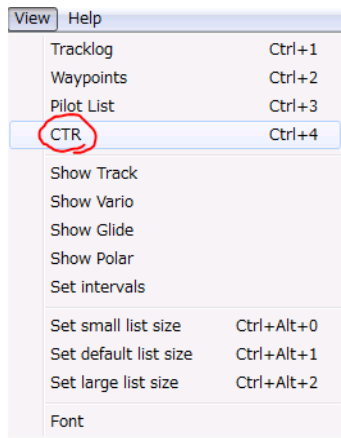 View Help
Tracklog Ctrl+1
Waypoints Ctrl+2
Pilot List Ctrl+3
CTR Ctrl+4
Show Track
Show Vario
Show Glide
Show Polar
Set intervals
Set small list size Ctrl+Alt+0
Set default list size Ctrl+Alt+1
Set large list size Ctrl+Alt+2
Font